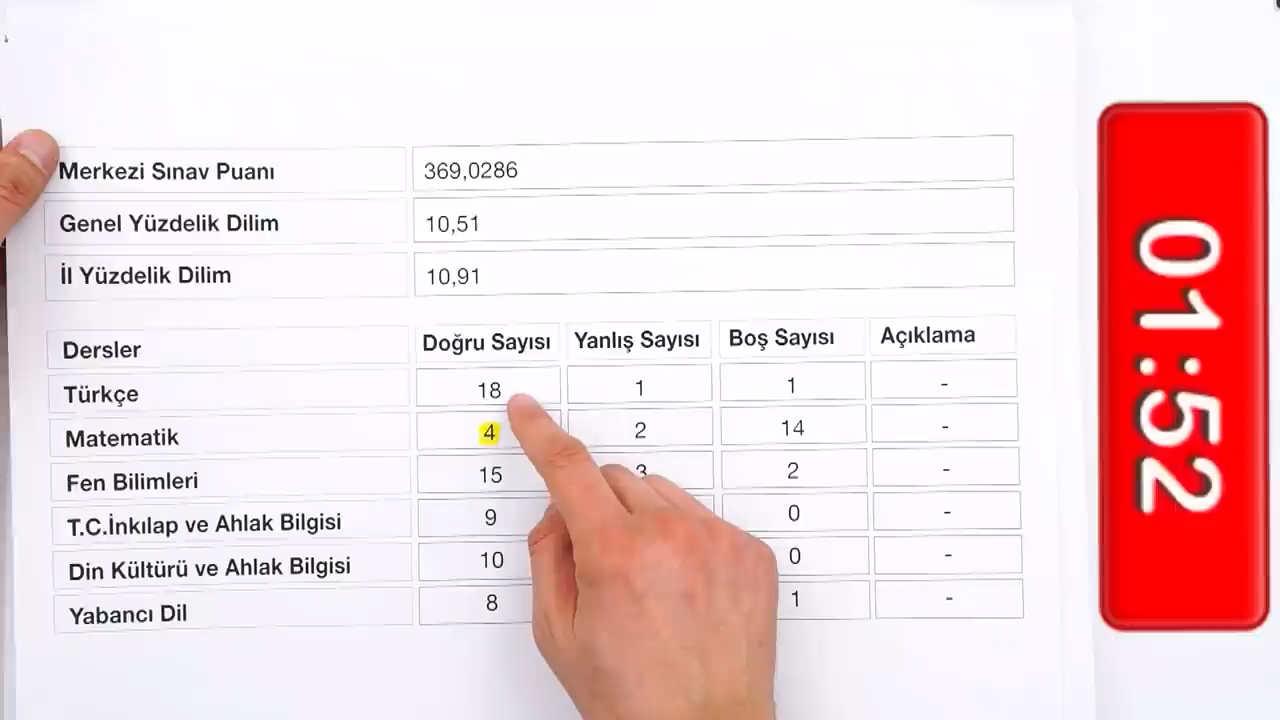 Merkezi Sınav Puanı 369,0286
Genel Yüzdelik Dilim 10,51
İl Yüzdelik Dilim 10,91
Dersler Doğru Sayısı Yanlış Sayısı Boş Sayısı Açıklama
Türkçe 18 1 1 -
Matematik 4 2 14 -
Fen Bilimleri 15 3 2 -
T.C.İnkılap ve Ahlak Bilgisi 9 0 -
Din Kültürü ve Ahlak Bilgisi 10 0 -
Yabancı Dil 8 1 -
01:52